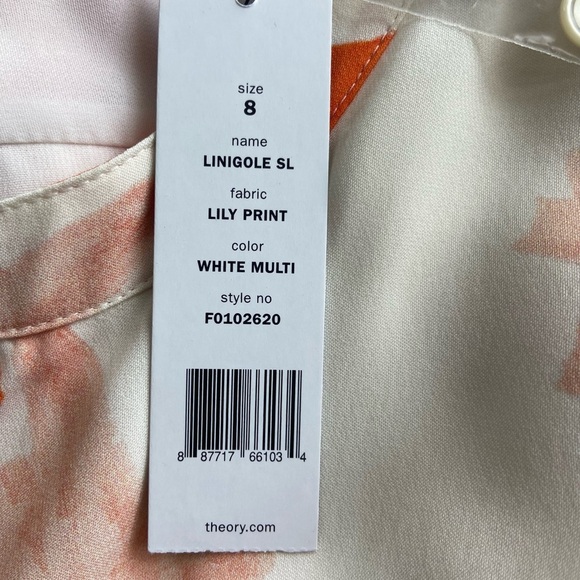 size
8
name
LINIGOLE SL
fabric
LILY PRINT
color
WHITE MULTI
style no
F0102620
8 87717 66103 4
theory.com